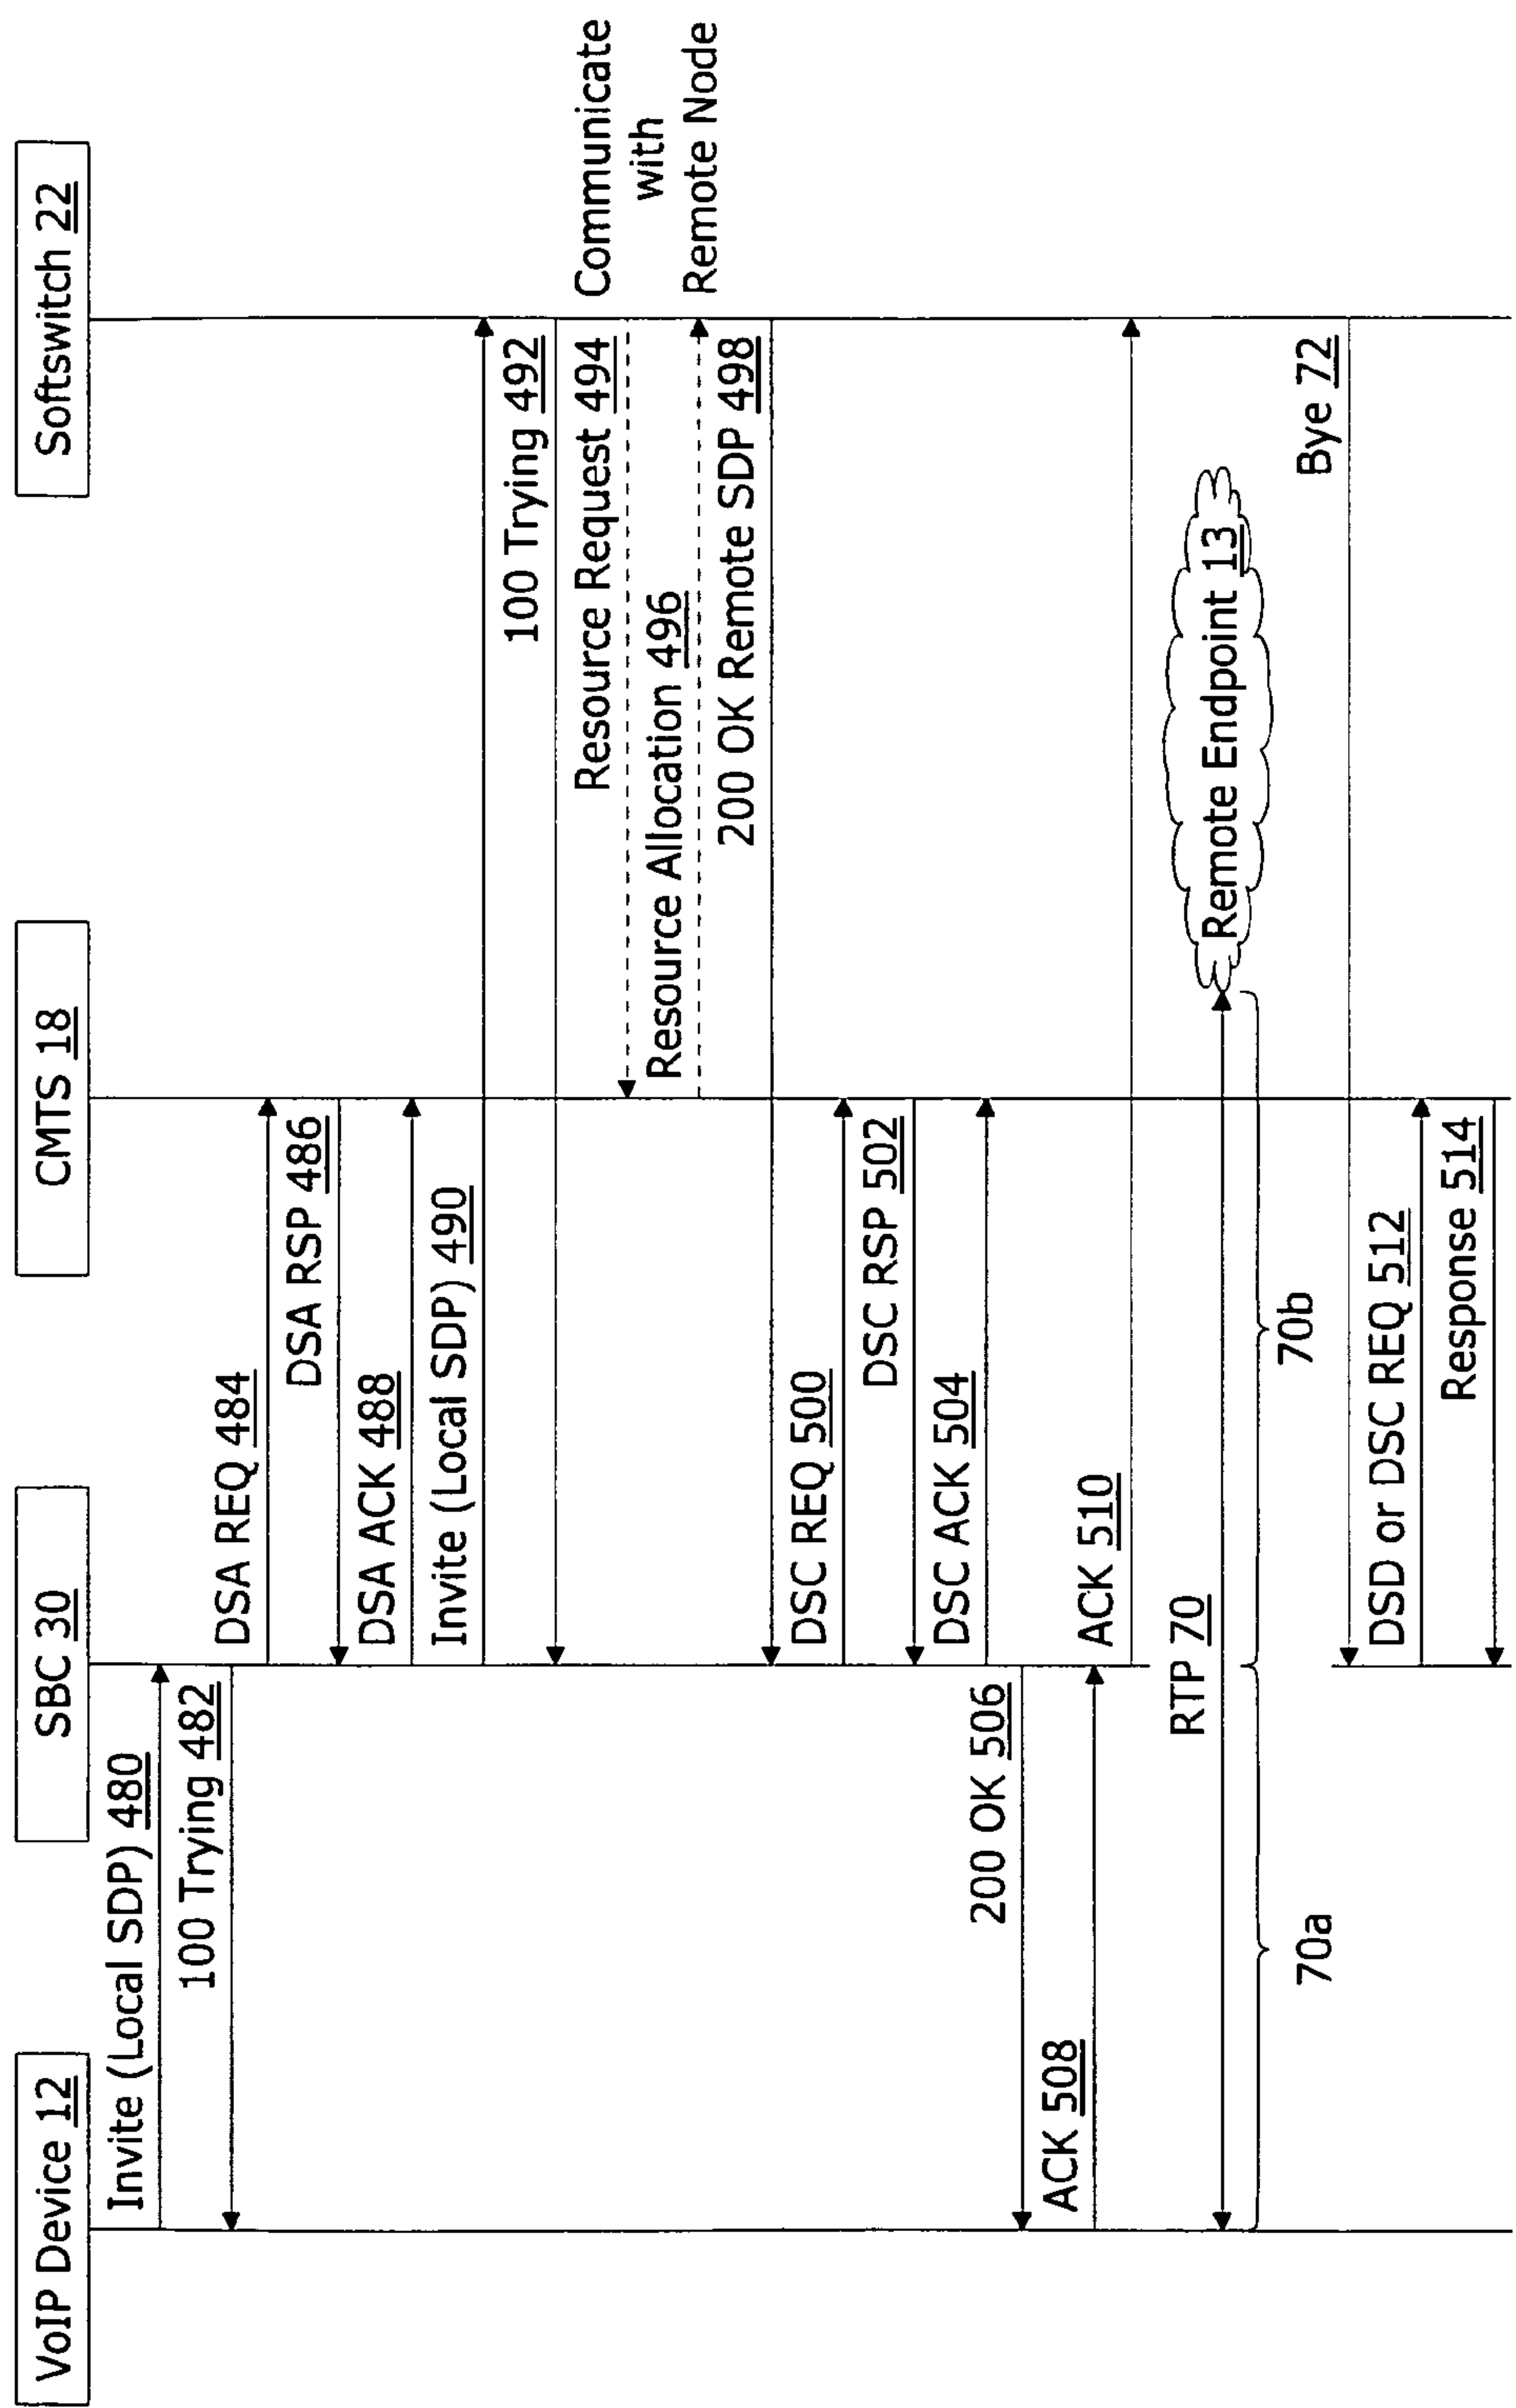 VoIP Device 12
SBC 30
CMTS 18
Softswitch 22
Invite (Local SDP) 480
100 Trying 482
DSA REQ 484
DSA RSP 486
DSA ACK 488
Invite (Local SDP) 490
100 Trying 492
Resource Request 494
Communicate
with
Remote Node
Resource Allocation 496
200 OK Remote SDP 498
DSC REQ 500
DSC RSP 502
DSC ACK 504
200 OK 506
ACK 508
ACK 510
RTP 70
Remote Endpoint 13
70a
70b
Bye 72
DSD or DSC REQ 512
Response 514